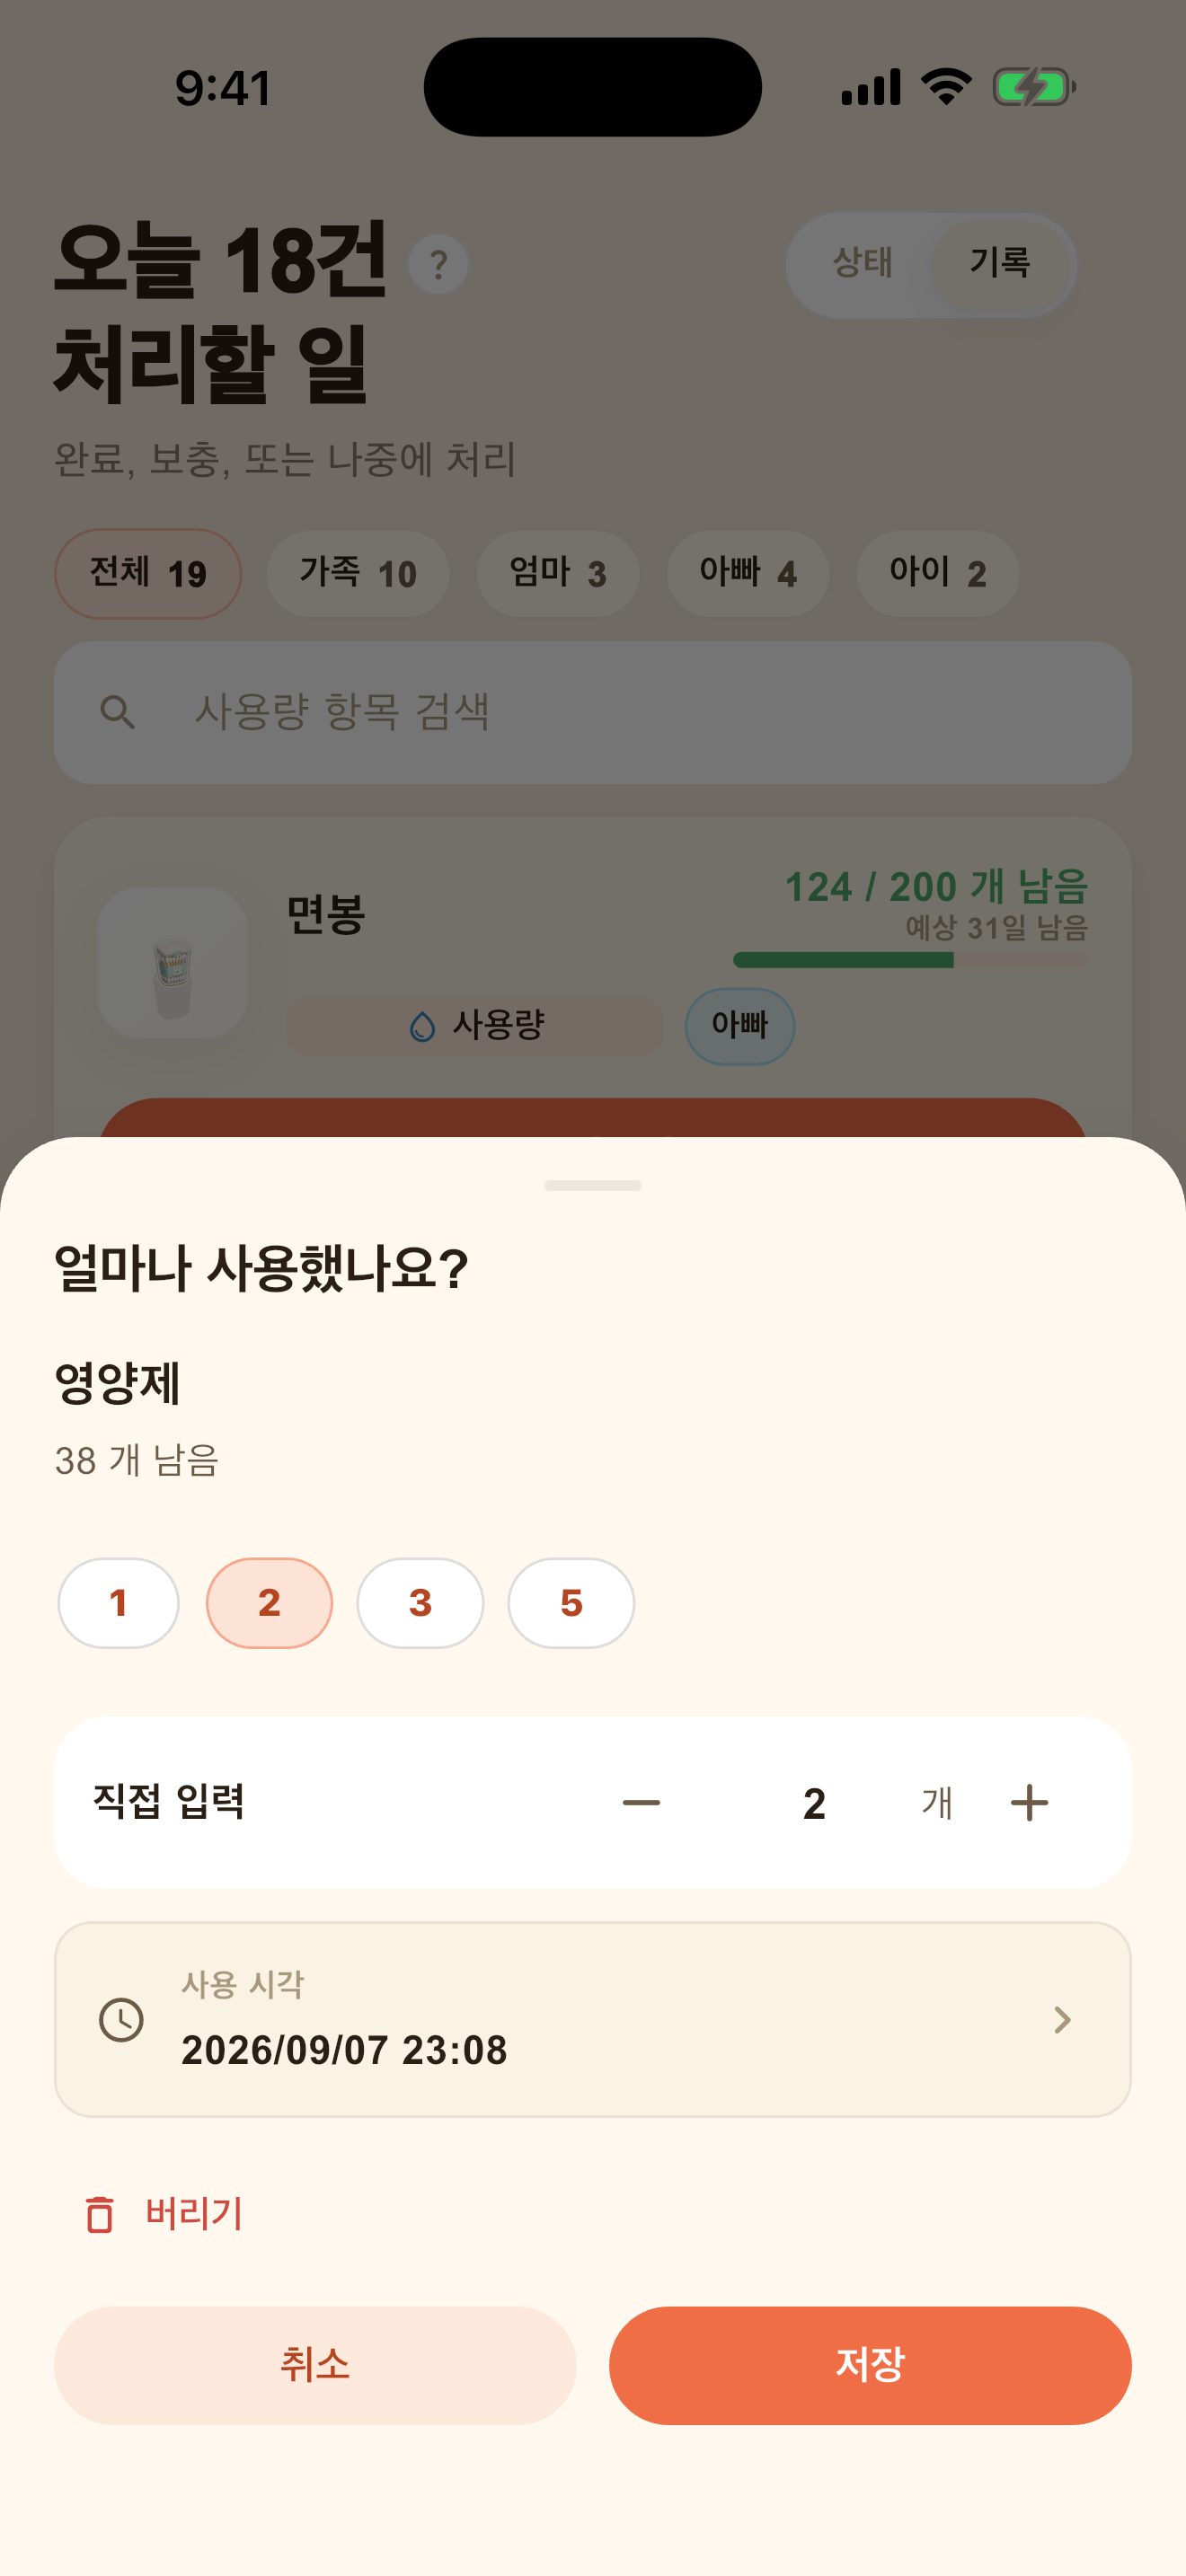 9:41
오늘 18건
처리할 일
?
상태 기록
완료, 보충, 또는 나중에 처리
전체 19 가족 10 엄마 3 아빠 4 아이 2
사용량 항목 검색
면봉
124 / 200 개 남음
예상 31일 남음
사용량 아빠
얼마나 사용했나요?
영양제
38 개 남음
1 2 3 5
직접 입력 2 개
사용 시각
2026/09/07 23:08
버리기
취소 저장